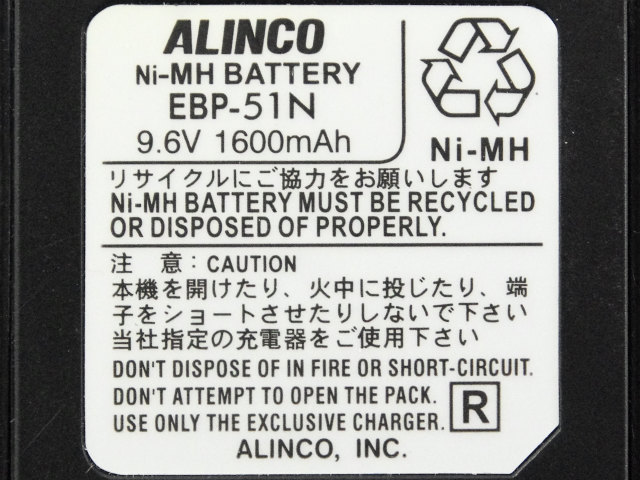 ALINCO
Ni-MH BATTERY
EBP-51N
9.6V 1600mAh
Ni-MH
リサイクルにご協力をお願いします
Ni-MH BATTERY MUST BE RECYCLED
OR DISPOSED OF PROPERLY.
注 意：CAUTION
本機を開けたり、火中に投じたり、端
子をショートさせたりしないで下さい
当社指定の充電器をご使用下さい
DON'T DISPOSE OF IN FIRE OR SHORT-CIRCUIT.
DON'T ATTEMPT TO OPEN THE PACK.
USE ONLY THE EXCLUSIVE CHARGER.
R
ALINCO, INC.